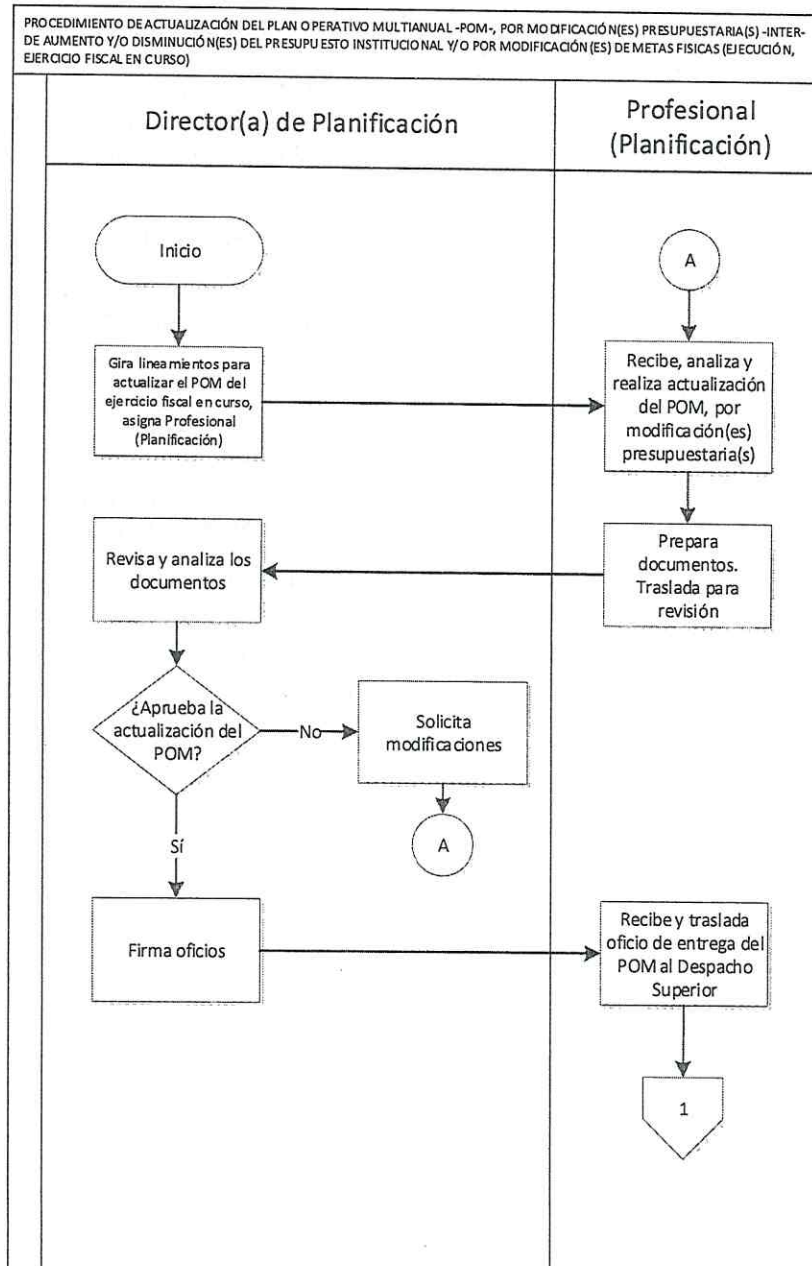 PROCEDIMIENTO DE ACTUALIZACIÓN DEL PLAN OPERATIVO MULTIANUAL -POM-, POR MODIFICACIÓN(ES) PRESUPUESTARIA(S) -INTER-
DE AUMENTO Y/O DISMINUCIÓN(ES) DEL PRESUPUESTO INSTITUCIONAL Y/O POR MODIFICACIÓN(ES) DE METAS FISICAS (EJECUCIÓN,
EJERCICIO FISCAL EN CURSO)
Director(a) de Planificación
Profesional
(Planificación)
Inicio
A
Gira lineamientos para
actualizar el POM del
ejercicio fiscal en curso,
asigna Profesional
(Planificación)
Recibe, analiza y
realiza actualización
del POM, por
modificación(es)
presupuestaria(s)
Prepara
documentos.
Traslada para
revisión
Revisa y analiza los
documentos
¿Aprueba la
actualización del
POM?
No
Solicita
modificaciones
A
Sí
Firma oficios
Recibe y traslada
oficio de entrega del
POM al Despacho
Superior
1